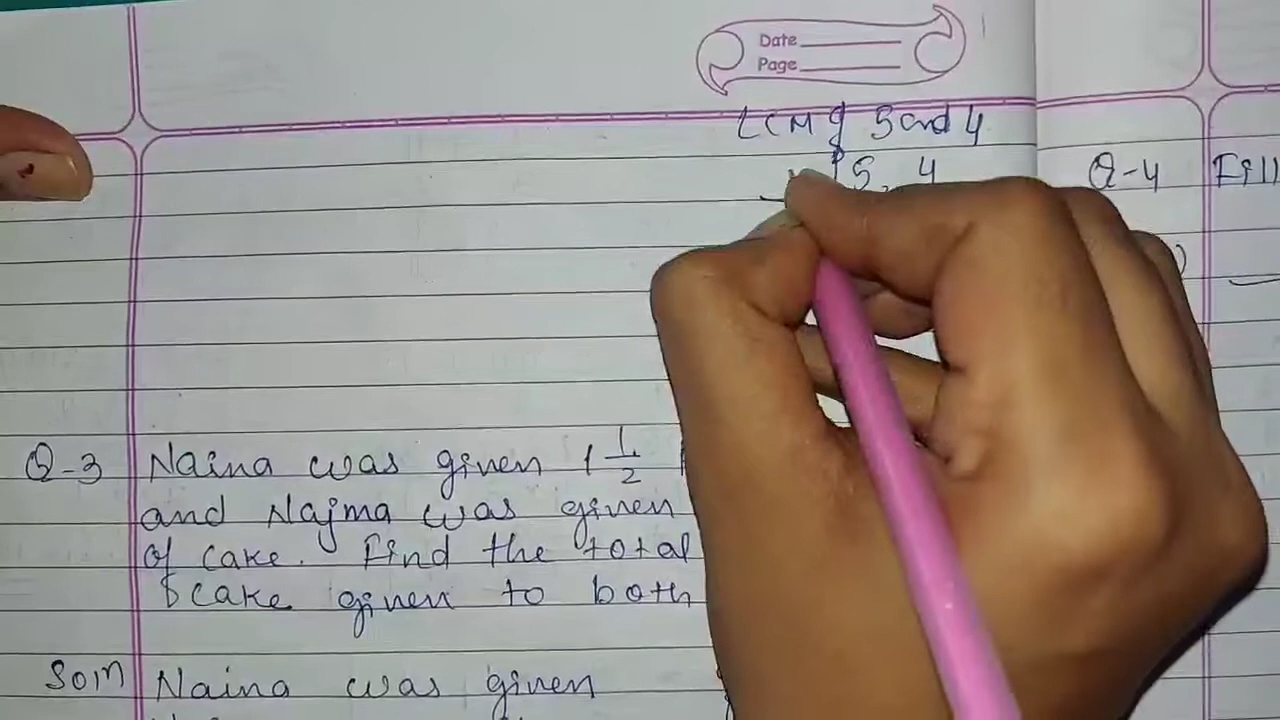 Date
Page
LCM of 5 and 4
5, 4
Q-4 Fill
Q-3 Naina was given 1 1/2
and Najma was given
of cake. Find the total
cake given to both
Soln Naina was given